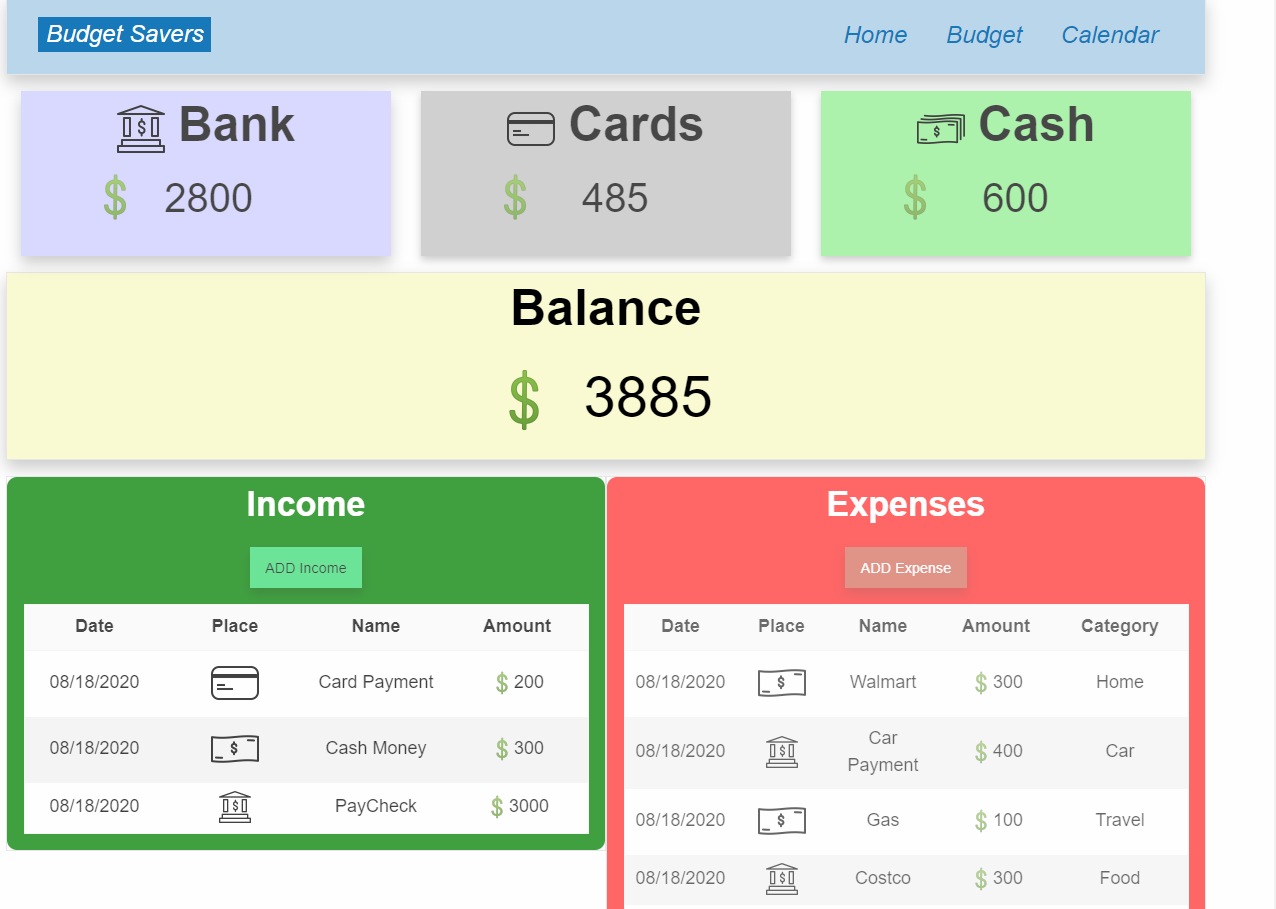 Budget Savers Home Budget Calendar
Bank Cards Cash
$ 2800 $ 485 $ 600
Balance
$ 3885
Income Expenses
ADD Income ADD Expense
Date Place Name Amount Date Place Name Amount Category
08/18/2020 Card Payment $ 200 08/18/2020 $ Walmart $ 300 Home
08/18/2020 $ Cash Money $ 300 08/18/2020 $ Car Payment $ 400 Car
08/18/2020 $ PayCheck $ 3000 08/18/2020 $ Gas $ 100 Travel
08/18/2020 $ Costco $ 300 Food